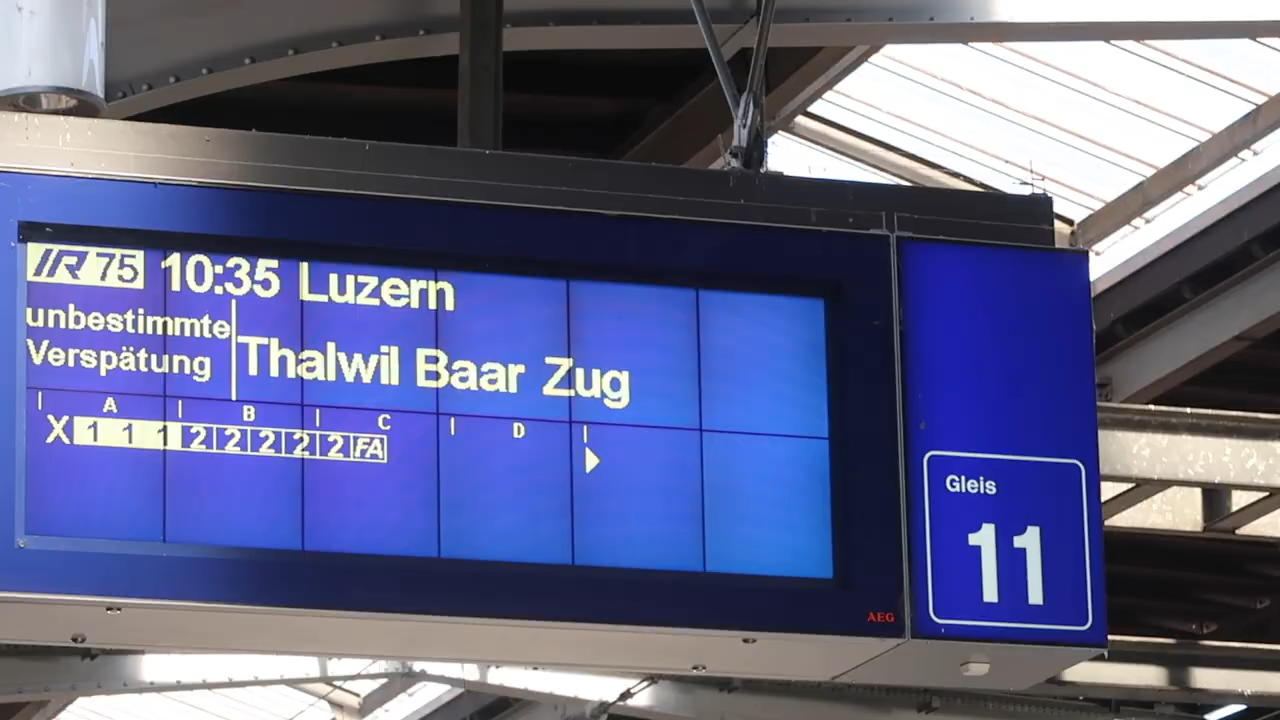 IR 75 10:35 Luzern
unbestimmte
Verspätung
Thalwil Baar Zug
A B C D
X 1 1 1 2 2 2 2 2 FA
Gleis
11
AEG